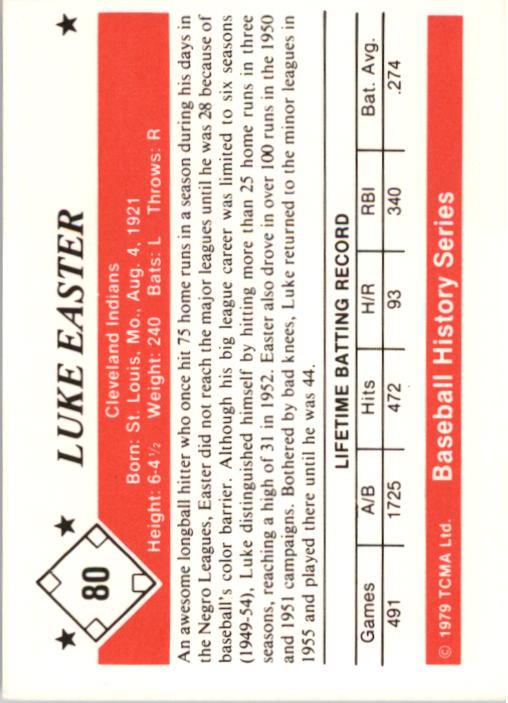 80
LUKE EASTER
Cleveland Indians
Born: St. Louis, Mo., Aug. 4, 1921
Height: 6-4½ Weight: 240 Bats: L Throws: R
An awesome longball hitter who once hit 75 home runs in a season during his days in
the Negro Leagues, Easter did not reach the major leagues until he was 28 because of
baseball's color barrier. Although his big league career was limited to six seasons
(1949-54), Luke distinguished himself by hitting more than 25 home runs in three
seasons, reaching a high of 31 in 1952. Easter also drove in over 100 runs in the 1950
and 1951 campaigns. Bothered by bad knees, Luke returned to the minor leagues in
1955 and played there until he was 44.
LIFETIME BATTING RECORD
Games A/B Hits H/R RBI Bat. Avg.
491 1725 472 93 340 .274
© 1979 TCMA Ltd. Baseball History Series